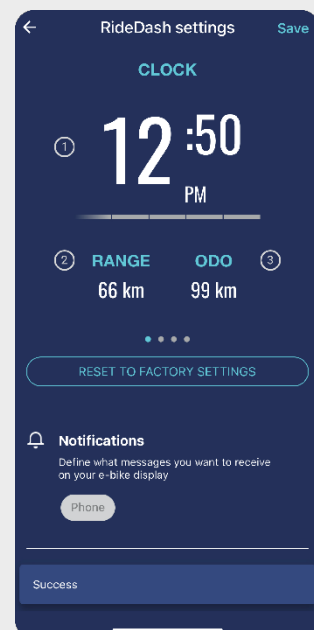 RideDash settings Save
CLOCK
1
12 :50
PM
2 RANGE ODO 3
66 km 99 km
RESET TO FACTORY SETTINGS
Notifications
Define what messages you want to receive
on your e-bike display
Phone
Success